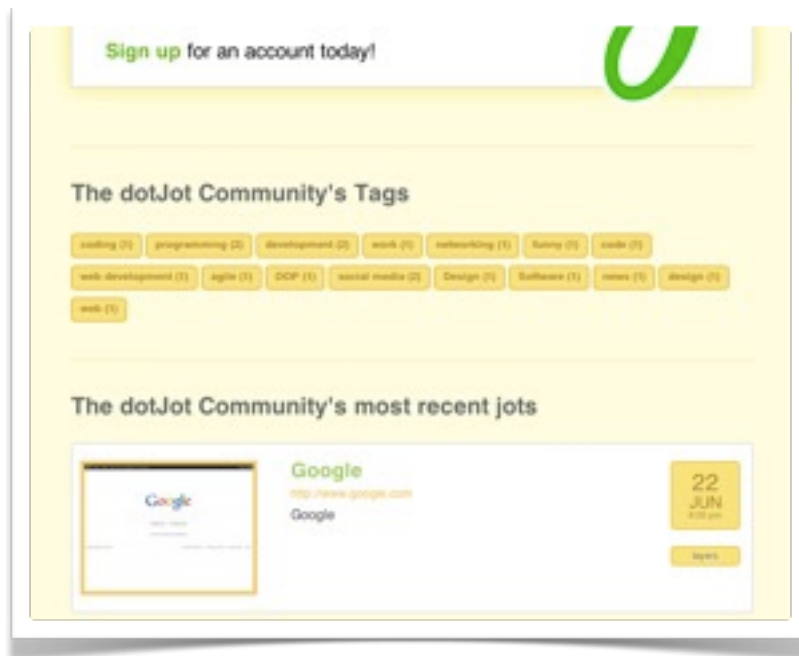 Sign up for an account today!
The dotJot Community's Tags
coding (1) programming (2) development (2) work (1) networking (1) funny (1) code (1)
web development (1) agile (1) OOP (1) social media (2) Design (1) Software (1) news (1) design (1)
web (1)
The dotJot Community's most recent jots
Google
Google
http://www.google.com
Google
22
JUN
layers